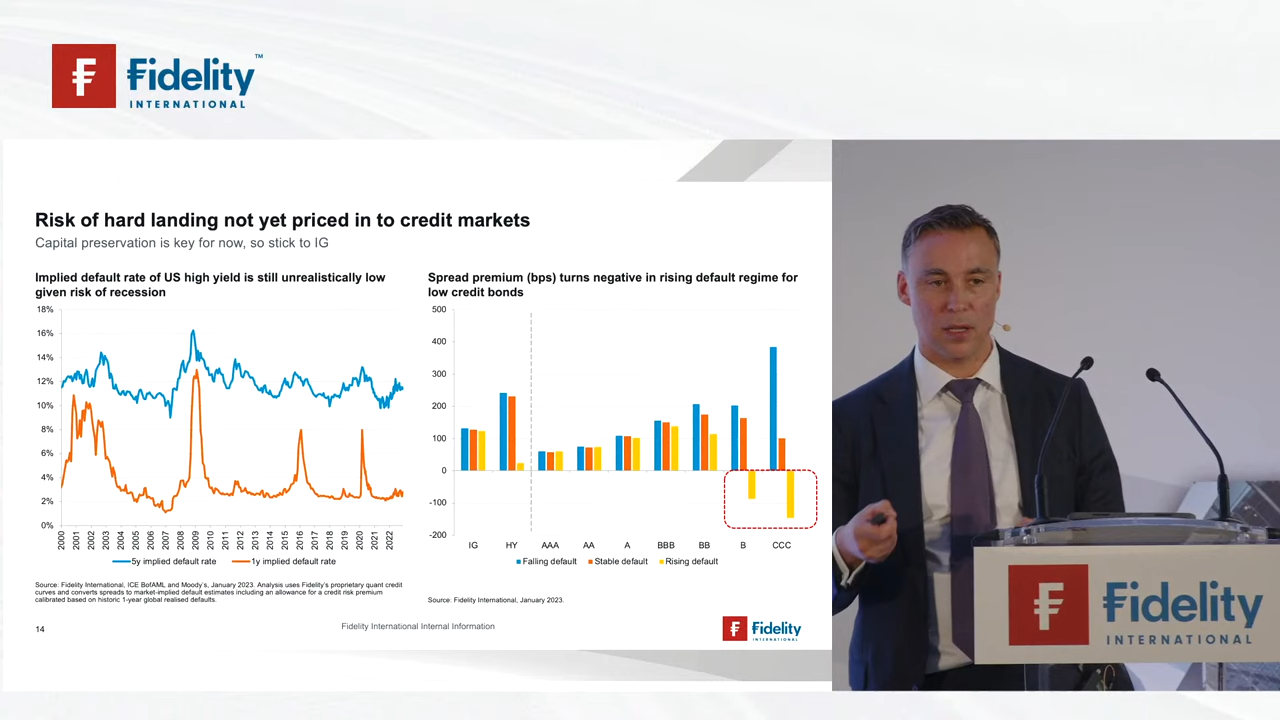 Fidelity™
INTERNATIONAL
Risk of hard landing not yet priced in to credit markets
Capital preservation is key for now, so stick to IG
Implied default rate of US high yield is still unrealistically low
given risk of recession
18%
16%
14%
12%
10%
8%
6%
4%
2%
0%
2000 2001 2002 2003 2004 2005 2006 2007 2008 2009 2010 2011 2012 2013 2014 2015 2016 2017 2018 2019 2020 2021 2022
5y implied default rate 1y implied default rate
Source: Fidelity International, ICE BofAML and Moody's, January 2023. Analysis uses Fidelity's proprietary quant credit
curves and converts spreads to market-implied default estimates including an allowance for a credit risk premium
calibrated based on historic 1-year global realised defaults.
Spread premium (bps) turns negative in rising default regime for
low credit bonds
500
400
300
200
100
0
-100
-200
IG HY AAA AA A BBB BB B CCC
Falling default Stable default Rising default
Source: Fidelity International, January 2023.
14
Fidelity International Internal Information
Fidelity
INTERNATIONAL
Fidelity
INTERNATIONAL